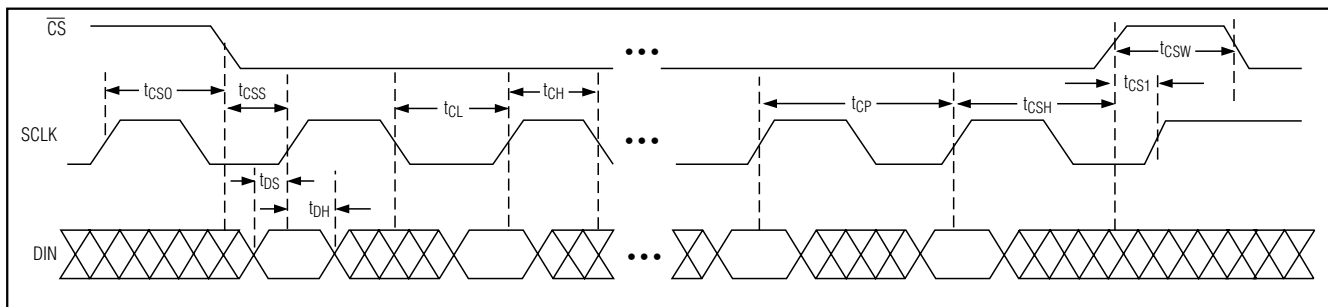 CS
tCSW
tCSO
tCSS
tCL
tCH
tCP
tCSH
tCS1
SCLK
tDS
tDH
DIN